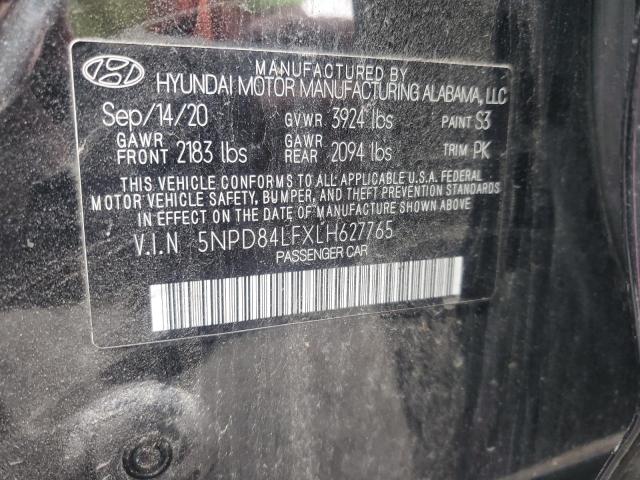 MANUFACTURED BY
HYUNDAI MOTOR MANUFACTURING ALABAMA, LLC
Sep/14/20 GVWR 3924 lbs PAINT S3
GAWR FRONT 2183 lbs GAWR REAR 2094 lbs TRIM PK
THIS VEHICLE CONFORMS TO ALL APPLICABLE U.S.A. FEDERAL
MOTOR VEHICLE SAFETY, BUMPER, AND THEFT PREVENTION STANDARDS
IN EFFECT ON THE DATE OF MANUFACTURE SHOWN ABOVE.
V.I.N 5NPD84LFXLH627765
PASSENGER CAR